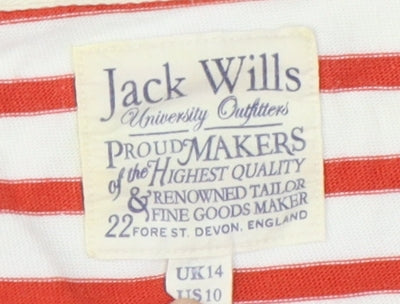 Jack Wills
University Outfitters
PROUD MAKERS
of the HIGHEST QUALITY
& RENOWNED TAILOR
FINE GOODS MAKER
22 FORE ST. DEVON. ENGLAND
UK 14
US 10